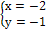 x = −2
y = −1